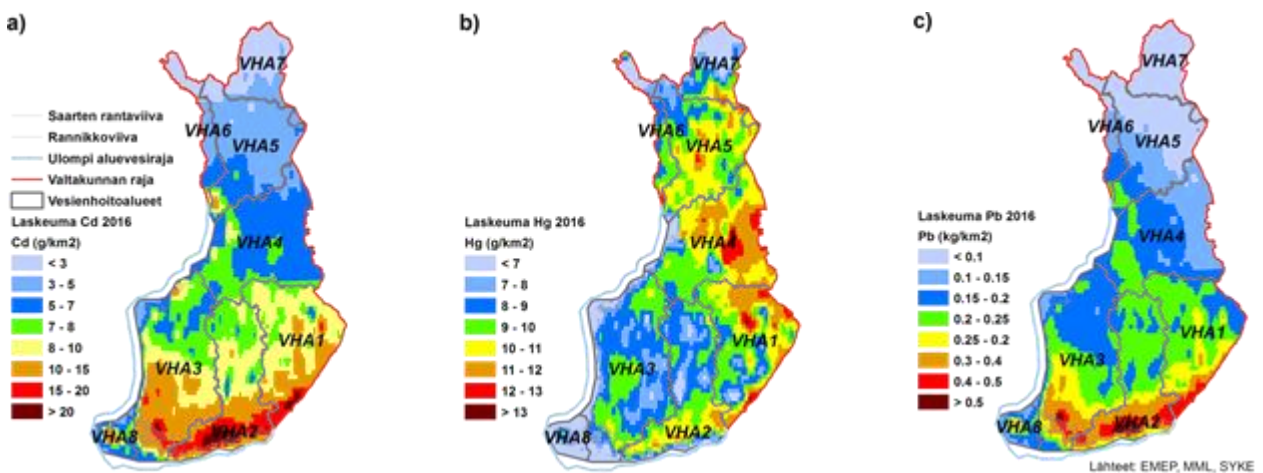 a)
VHA7
VHA6
VHA5
VHA4
VHA1
VHA3
VHA2
VHA8
Saarten rantaviiva
Rannikkoviiva
Ulompi aluevesiraja
Valtakunnan raja
Vesienhoitoalueet
Laskeuma Cd 2016
Cd (g/km2)
< 3
3 - 5
5 - 7
7 - 8
8 - 10
10 - 15
15 - 20
> 20
b)
VHA7
VHA6
VHA5
VHA4
VHA1
VHA3
VHA2
VHA8
Laskeuma Hg 2016
Hg (g/km2)
< 7
7 - 8
8 - 9
9 - 10
10 - 11
11 - 12
12 - 13
> 13
c)
VHA7
VHA6
VHA5
VHA4
VHA1
VHA3
VHA2
VHA8
Laskeuma Pb 2016
Pb (kg/km2)
< 0.1
0.1 - 0.15
0.15 - 0.2
0.2 - 0.25
0.25 - 0.2
0.3 - 0.4
0.4 - 0.5
> 0.5
Lähteet: EMEP, MML, SYKE